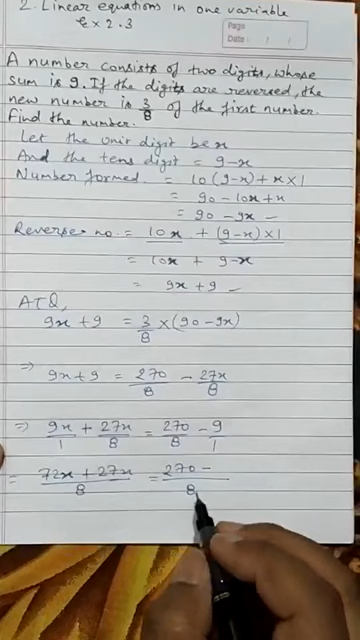 2. Linear equations in one variable
Ex 2.3
Page
Date: / /
A number consists of two digits, whose
sum is 9. If the digits are reversed, the
new number is 3/8 of the first number.
Find the number.
Let the unit digit be x
And the tens digit = 9-x
Number formed = 10(9-x)+x×1
= 90-10x+x
= 90-9x -
Reverse no. = 10x + (9-x)×1
= 10x + 9-x
= 9x+9 -
ATQ,
9x+9 = 3/8 × (90-9x)
⇒ 9x+9 = 270/8 - 27x/8
⇒ 9x/1 + 27x/8 = 270/8 - 9/1
= 72x + 27x/8 = 270 - /8